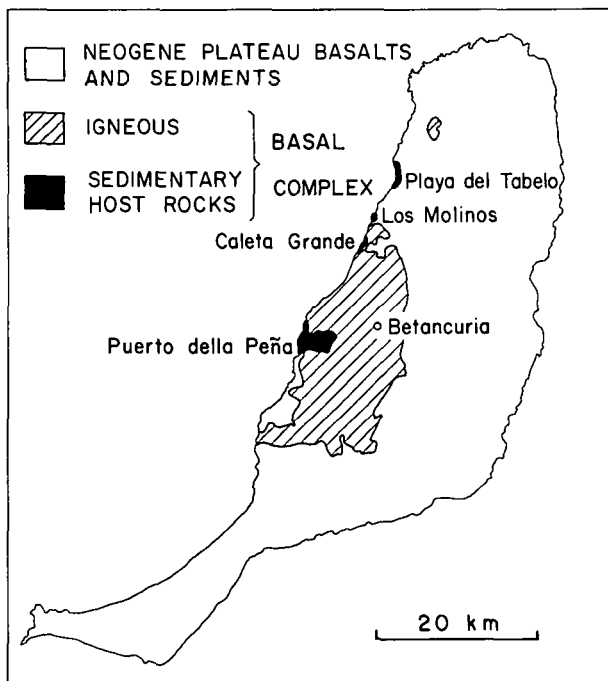 NEOGENE PLATEAU BASALTS
AND SEDIMENTS
IGNEOUS
BASAL
COMPLEX
SEDIMENTARY
HOST ROCKS
Playa del Tabelo
Los Molinos
Caleta Grande
Betancuria
Puerto della Peña
20 km